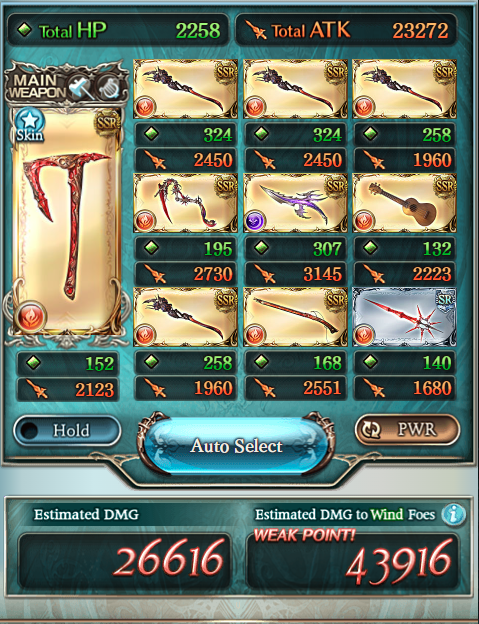 Total HP 2258 Total ATK 23272
MAIN WEAPON
Skin
SSR SSR SSR SSR
324 324 258
2450 2450 1960
SSR SSR SSR
195 307 132
2730 3145 2223
SSR SSR SR
152 258 168 140
2123 1960 2551 1680
Hold Auto Select PWR
Estimated DMG Estimated DMG to Wind Foes i
WEAK POINT!
26616 43916